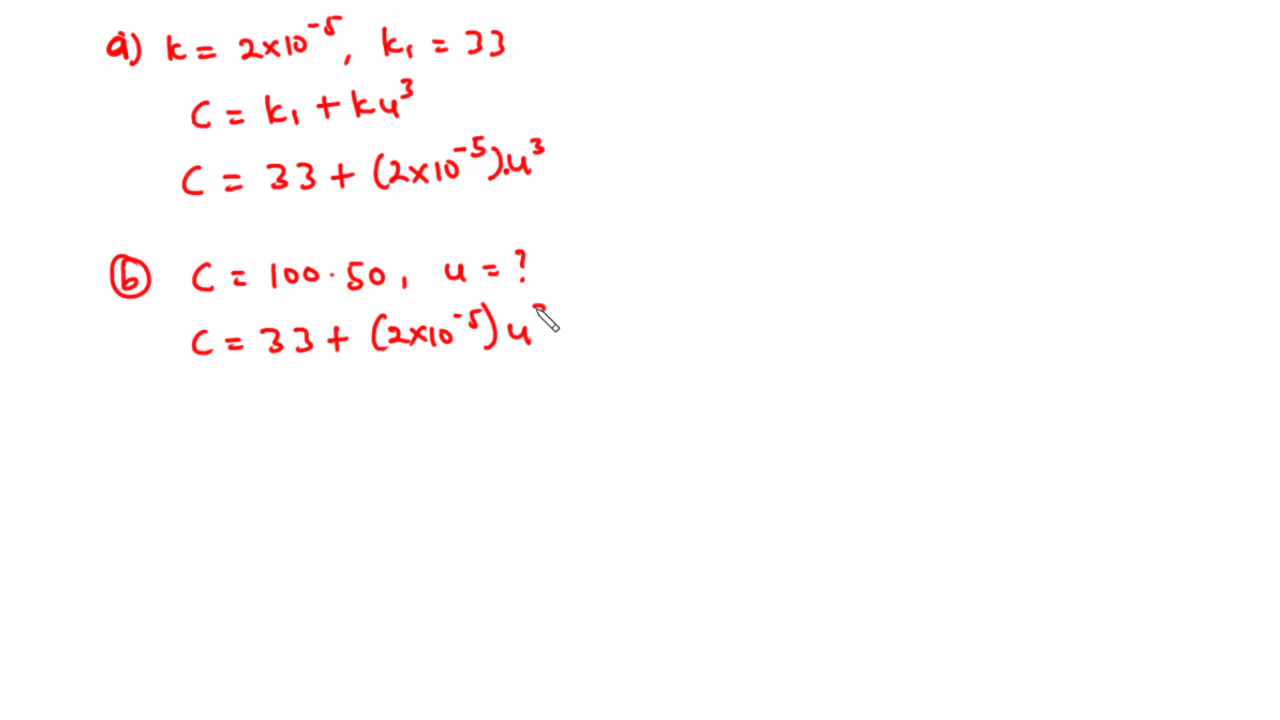 a) k = 2×10⁻⁵, k₁ = 33
C = k₁ + ku³
C = 33 + (2×10⁻⁵).u³
(b) C = 100.50, u = ?
C = 33 + (2×10⁻⁵) u